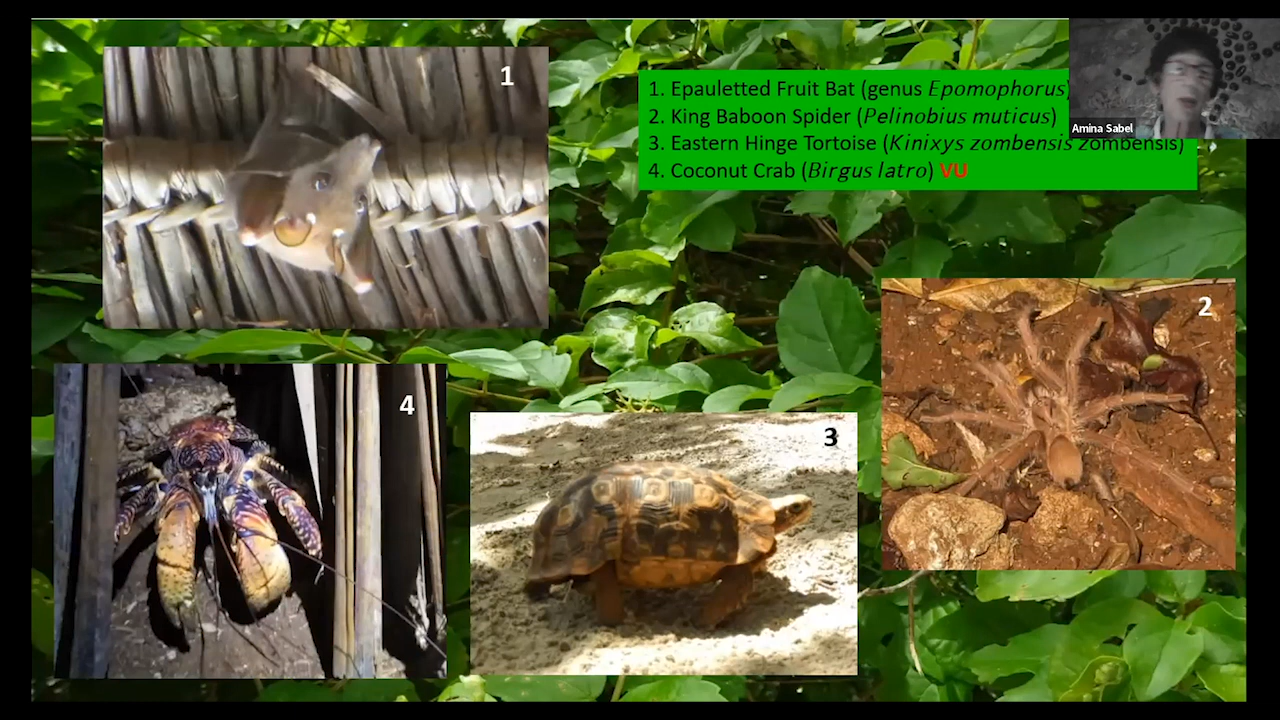 1
1. Epauletted Fruit Bat (genus Epomophorus)
2. King Baboon Spider (Pelinobius muticus)
3. Eastern Hinge Tortoise (Kinixys zombensis zombensis)
4. Coconut Crab (Birgus latro) VU
Amina Sabel
2
4
3